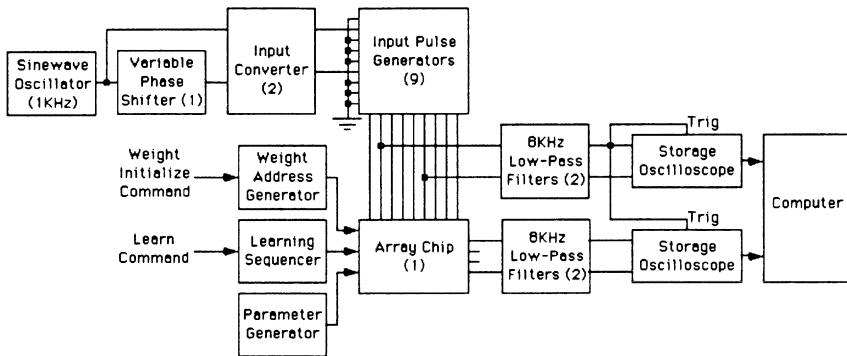 Sinewave
Oscillator
(1KHz)
Variable
Phase
Shifter (1)
Input
Converter
(2)
Input Pulse
Generators
(9)
Weight
Initialize
Command
Weight
Address
Generator
Learn
Command
Learning
Sequencer
Parameter
Generator
Array Chip
(1)
8KHz
Low-Pass
Filters (2)
Trig
Storage
Oscilloscope
8KHz
Low-Pass
Filters (2)
Trig
Storage
Oscilloscope
Computer